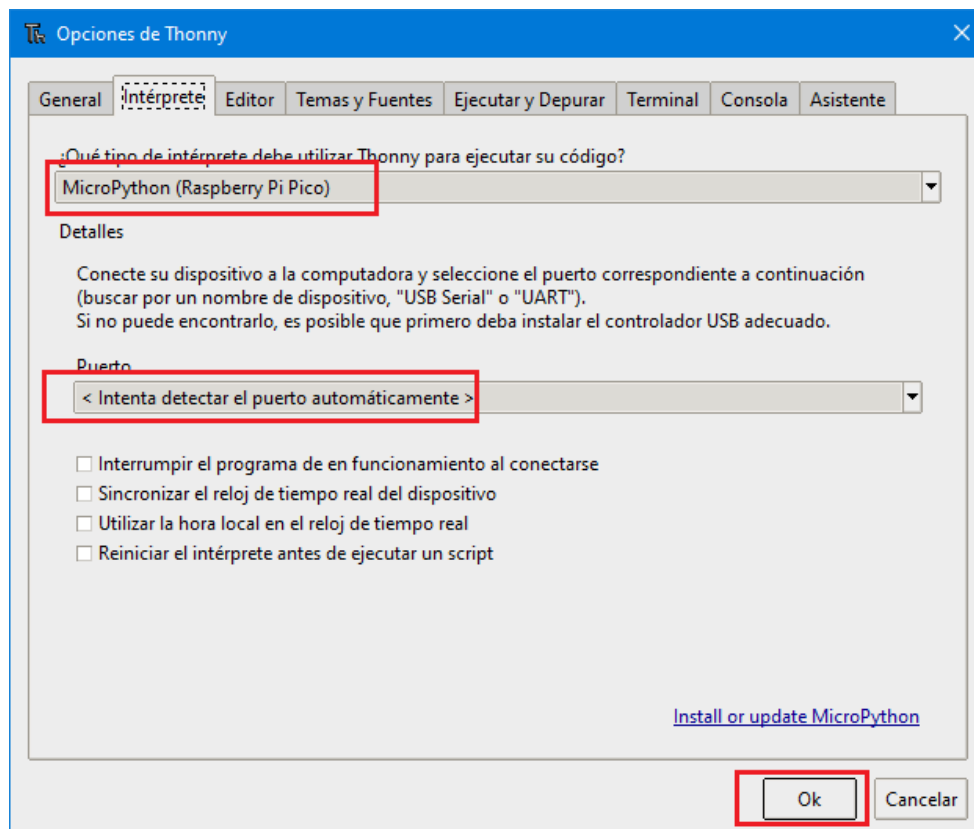 Th Opciones de Thonny
General Intérprete Editor Temas y Fuentes Ejecutar y Depurar Terminal Consola Asistente
¿Qué tipo de intérprete debe utilizar Thonny para ejecutar su código?
MicroPython (Raspberry Pi Pico)
Detalles
Conecte su dispositivo a la computadora y seleccione el puerto correspondiente a continuación
(buscar por un nombre de dispositivo, "USB Serial" o "UART").
Si no puede encontrarlo, es posible que primero deba instalar el controlador USB adecuado.
Puerto
< Intenta detectar el puerto automáticamente >
Interrumpir el programa de en funcionamiento al conectarse
Sincronizar el reloj de tiempo real del dispositivo
Utilizar la hora local en el reloj de tiempo real
Reiniciar el intérprete antes de ejecutar un script
Install or update MicroPython
Ok Cancelar